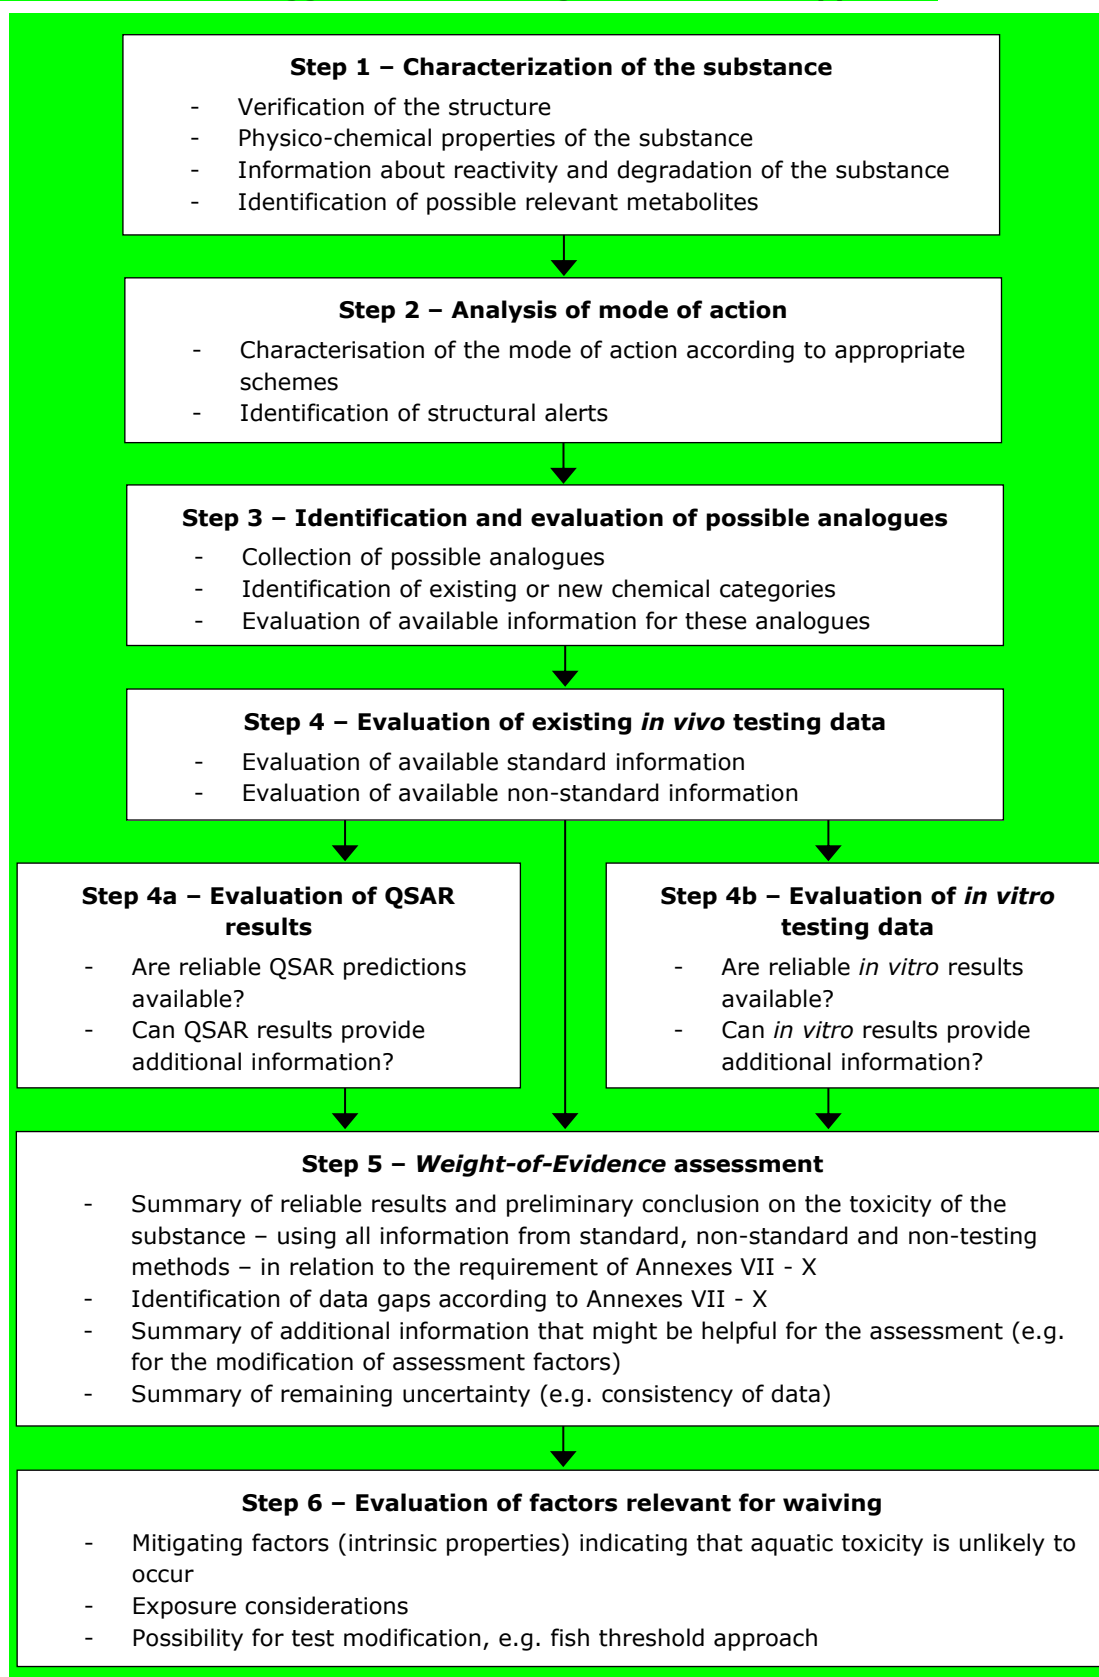 Step 1 – Characterization of the substance
- Verification of the structure
- Physico-chemical properties of the substance
- Information about reactivity and degradation of the substance
- Identification of possible relevant metabolites
Step 2 – Analysis of mode of action
- Characterisation of the mode of action according to appropriate
schemes
- Identification of structural alerts
Step 3 – Identification and evaluation of possible analogues
- Collection of possible analogues
- Identification of existing or new chemical categories
- Evaluation of available information for these analogues
Step 4 – Evaluation of existing in vivo testing data
- Evaluation of available standard information
- Evaluation of available non-standard information
Step 4a – Evaluation of QSAR
results
- Are reliable QSAR predictions
available?
- Can QSAR results provide
additional information?
Step 4b – Evaluation of in vitro
testing data
- Are reliable in vitro results
available?
- Can in vitro results provide
additional information?
Step 5 – Weight-of-Evidence assessment
- Summary of reliable results and preliminary conclusion on the toxicity of the
substance – using all information from standard, non-standard and non-testing
methods – in relation to the requirement of Annexes VII - X
- Identification of data gaps according to Annexes VII - X
- Summary of additional information that might be helpful for the assessment (e.g.
for the modification of assessment factors)
- Summary of remaining uncertainty (e.g. consistency of data)
Step 6 – Evaluation of factors relevant for waiving
- Mitigating factors (intrinsic properties) indicating that aquatic toxicity is unlikely to
occur
- Exposure considerations
- Possibility for test modification, e.g. fish threshold approach